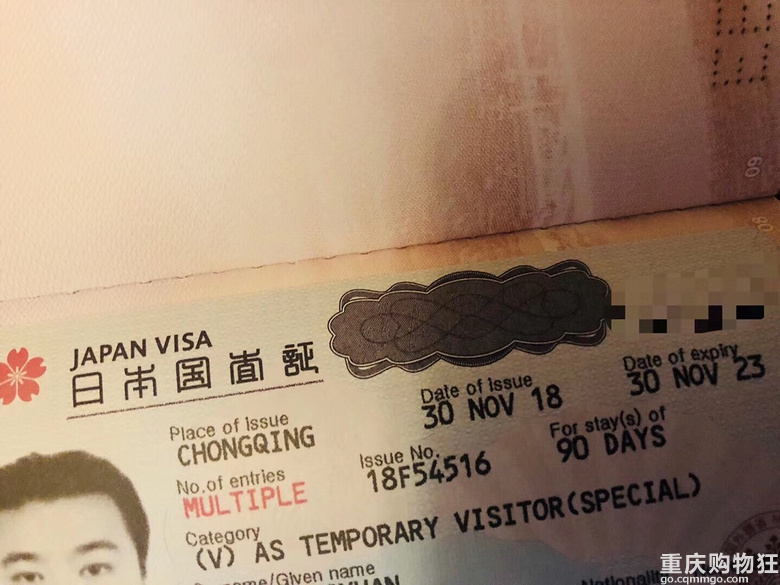 JAPAN VISA
日本国査証
Date of Issue
30 NOV 18
Date of expiry
30 NOV 23
Place of Issue
CHONGQING
Issue No.
18F54516
For stay(s) of
90 DAYS
No.of entries
MULTIPLE
Category
(V) AS TEMPORARY VISITOR(SPECIAL)
/Given name
重庆购物狂
go.cqmmgo.com